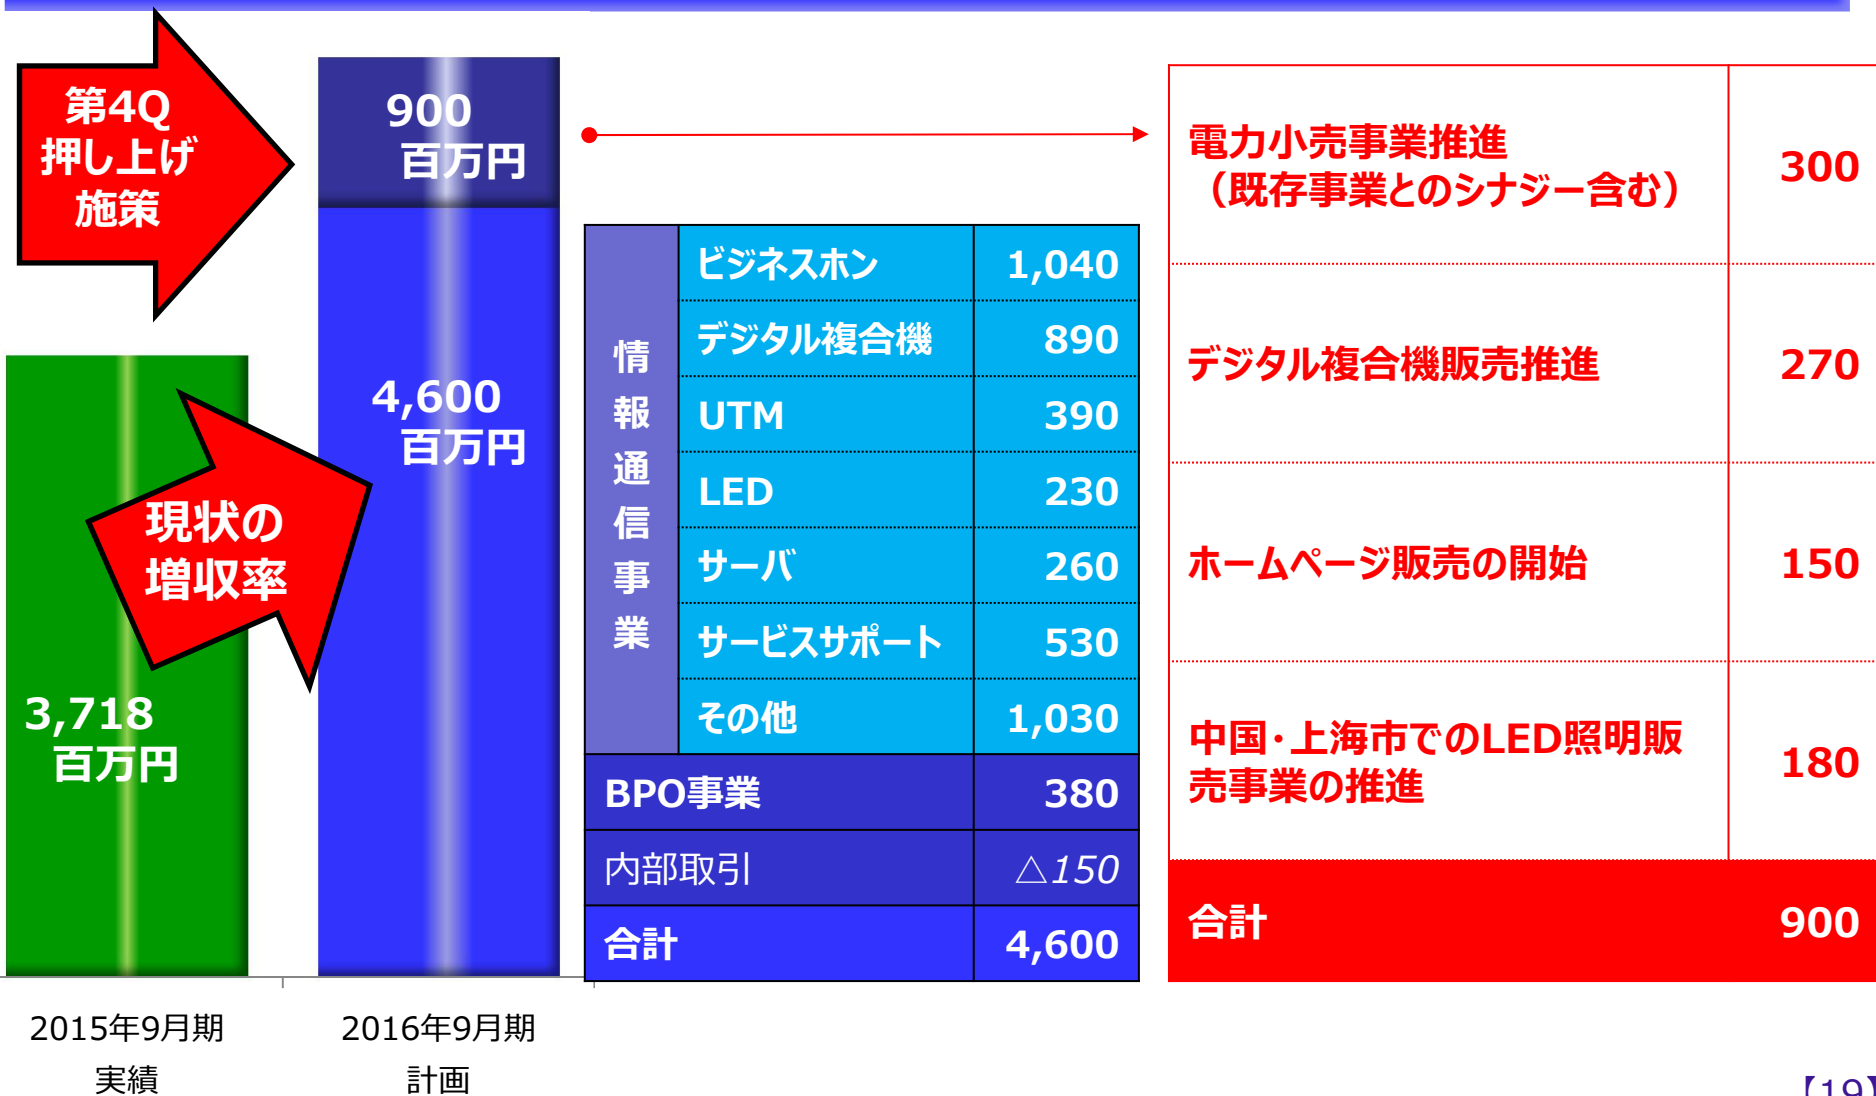 第4Q
押し上げ
施策
900
百万円
4,600
百万円
現状の
増収率
3,718
百万円
2015年9月期
実績
2016年9月期
計画
情報通信事業
ビジネスホン 1,040
デジタル複合機 890
UTM 390
LED 230
サーバ 260
サービスサポート 530
その他 1,030
BPO事業 380
内部取引 △150
合計 4,600
電力小売事業推進
（既存事業とのシナジー含む） 300
デジタル複合機販売推進 270
ホームページ販売の開始 150
中国・上海市でのLED照明販
売事業の推進 180
合計 900
【19】